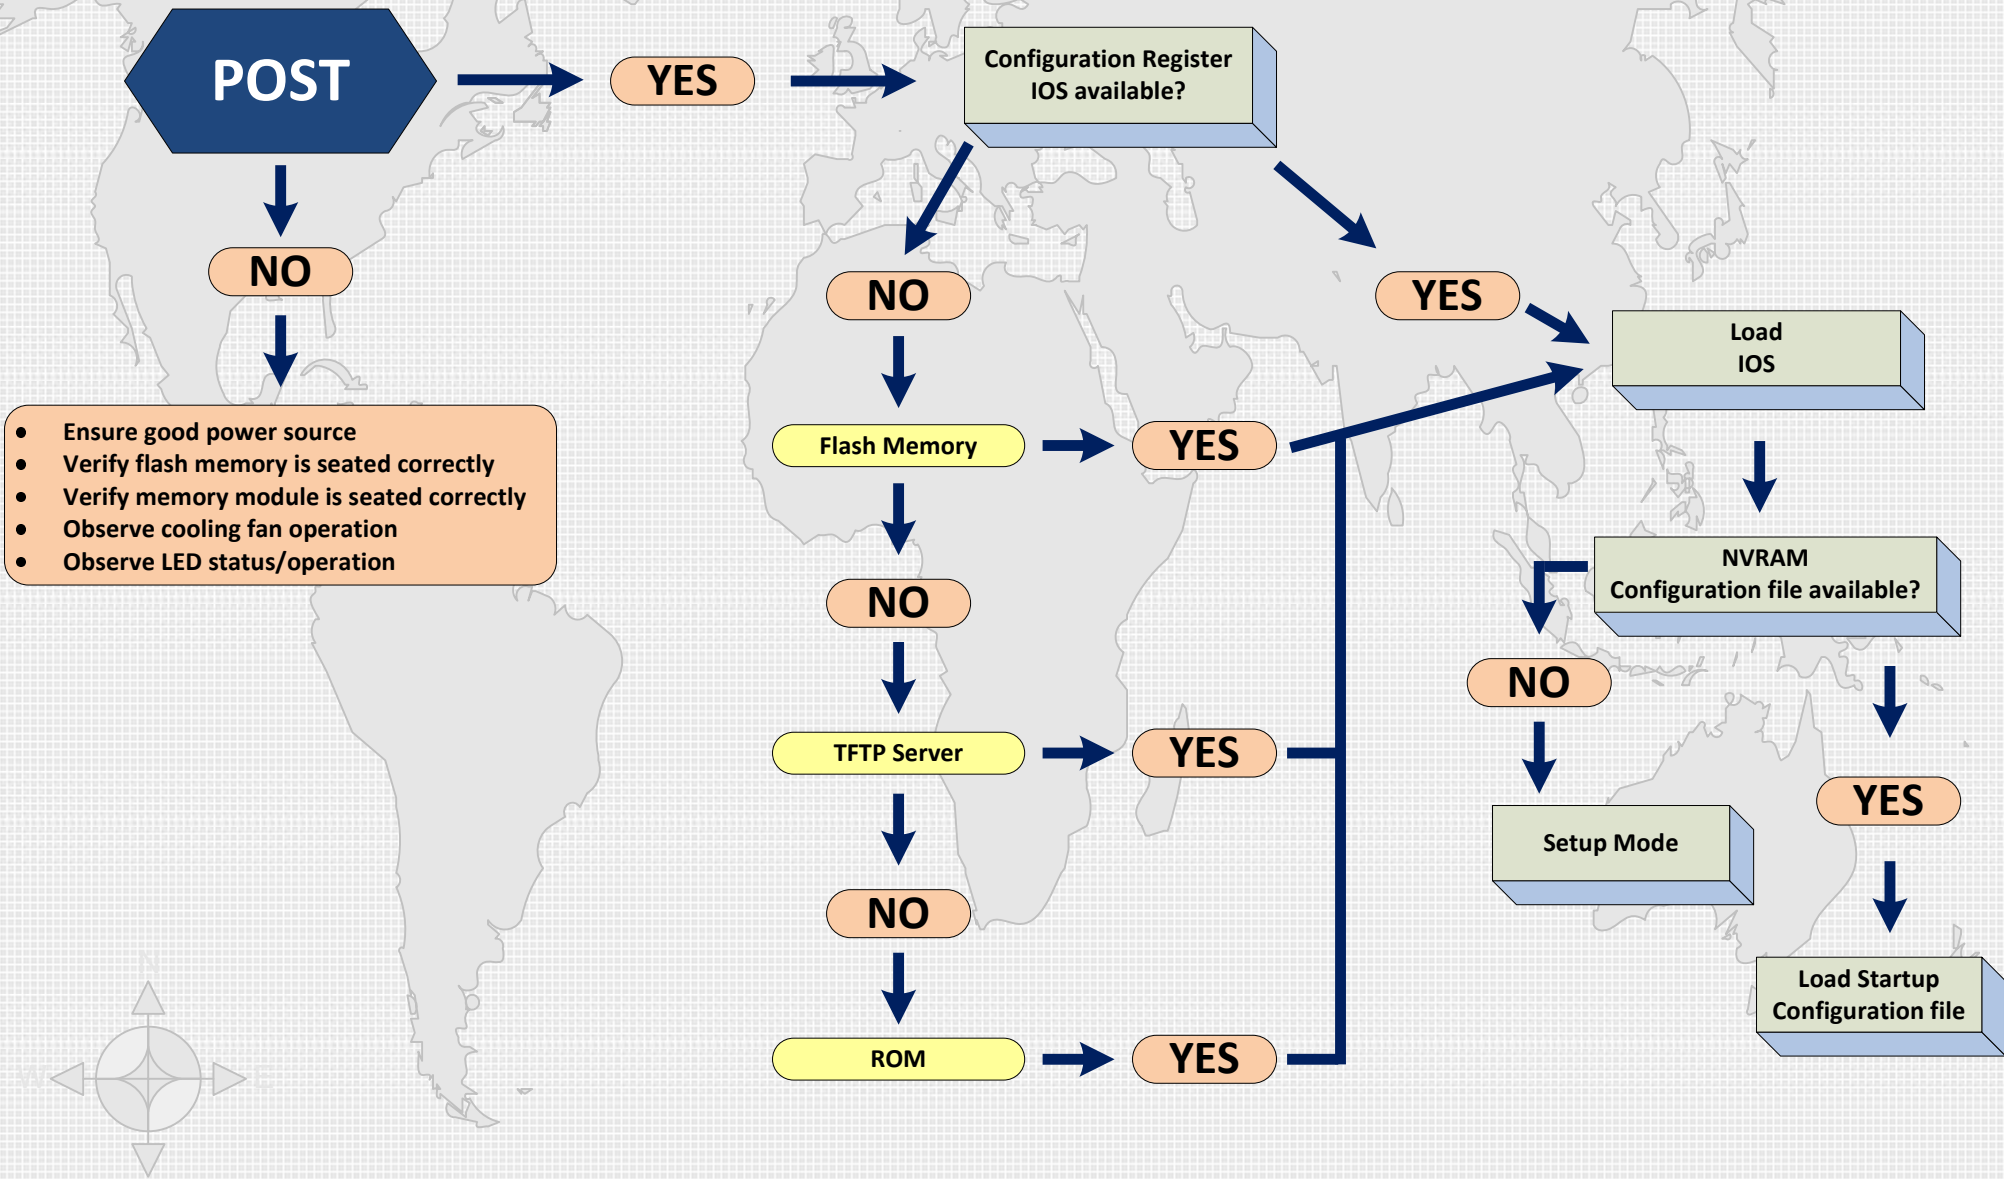 POST
YES
Configuration Register
IOS available?
NO
NO
YES
Load
IOS
Ensure good power source
Verify flash memory is seated correctly
Verify memory module is seated correctly
Observe cooling fan operation
Observe LED status/operation
Flash Memory
YES
NVRAM
Configuration file available?
NO
NO
TFTP Server
YES
YES
Setup Mode
NO
Load Startup
Configuration file
ROM
YES
N
W
E